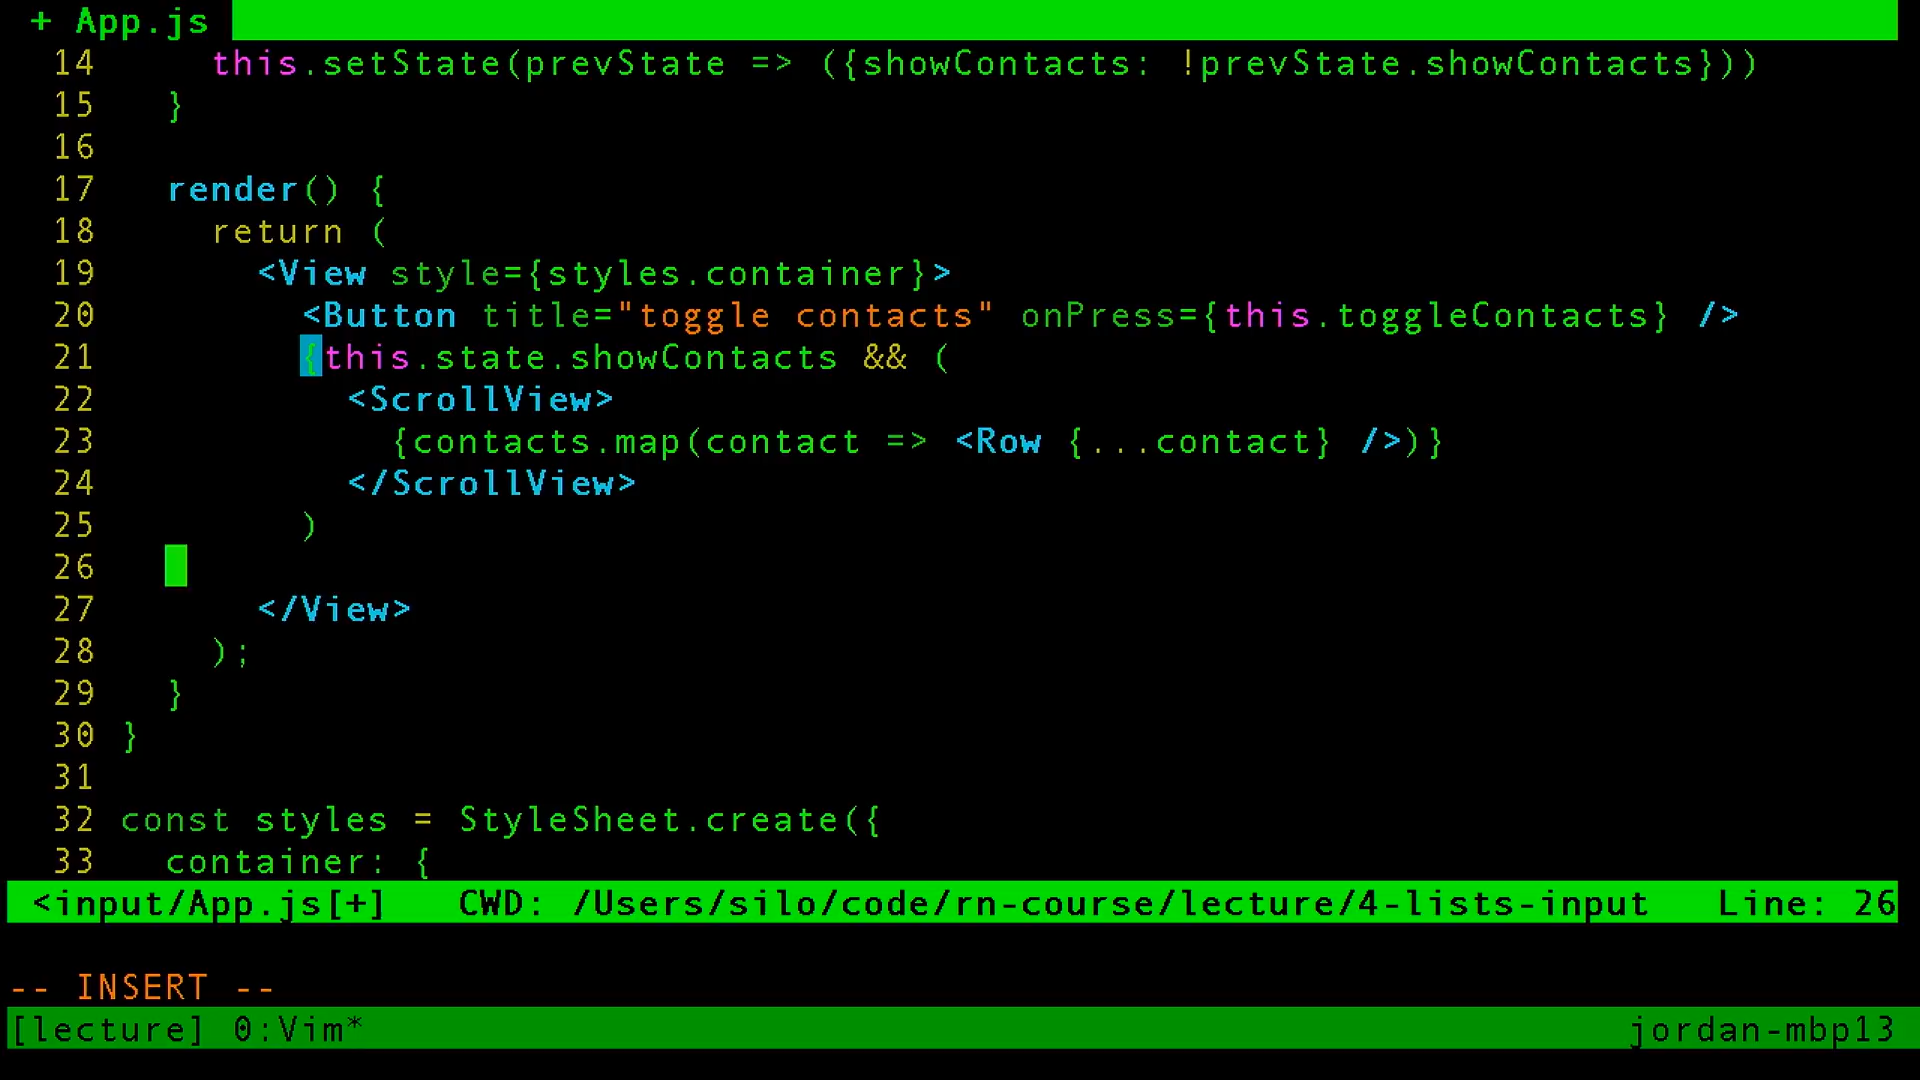 + App.js
14 this.setState(prevState => ({showContacts: !prevState.showContacts}))
15 }
16
17 render() {
18 return (
19 <View style={styles.container}>
20 <Button title="toggle contacts" onPress={this.toggleContacts} />
21 {this.state.showContacts && (
22 <ScrollView>
23 {contacts.map(contact => <Row {...contact} />)}
24 </ScrollView>
25 )
26
27 </View>
28 );
29 }
30 }
31
32 const styles = StyleSheet.create({
33 container: {
<input/App.js[+] CWD: /Users/silo/code/rn-course/lecture/4-lists-input Line: 26
-- INSERT --
[lecture] 0:Vim* jordan-mbp13